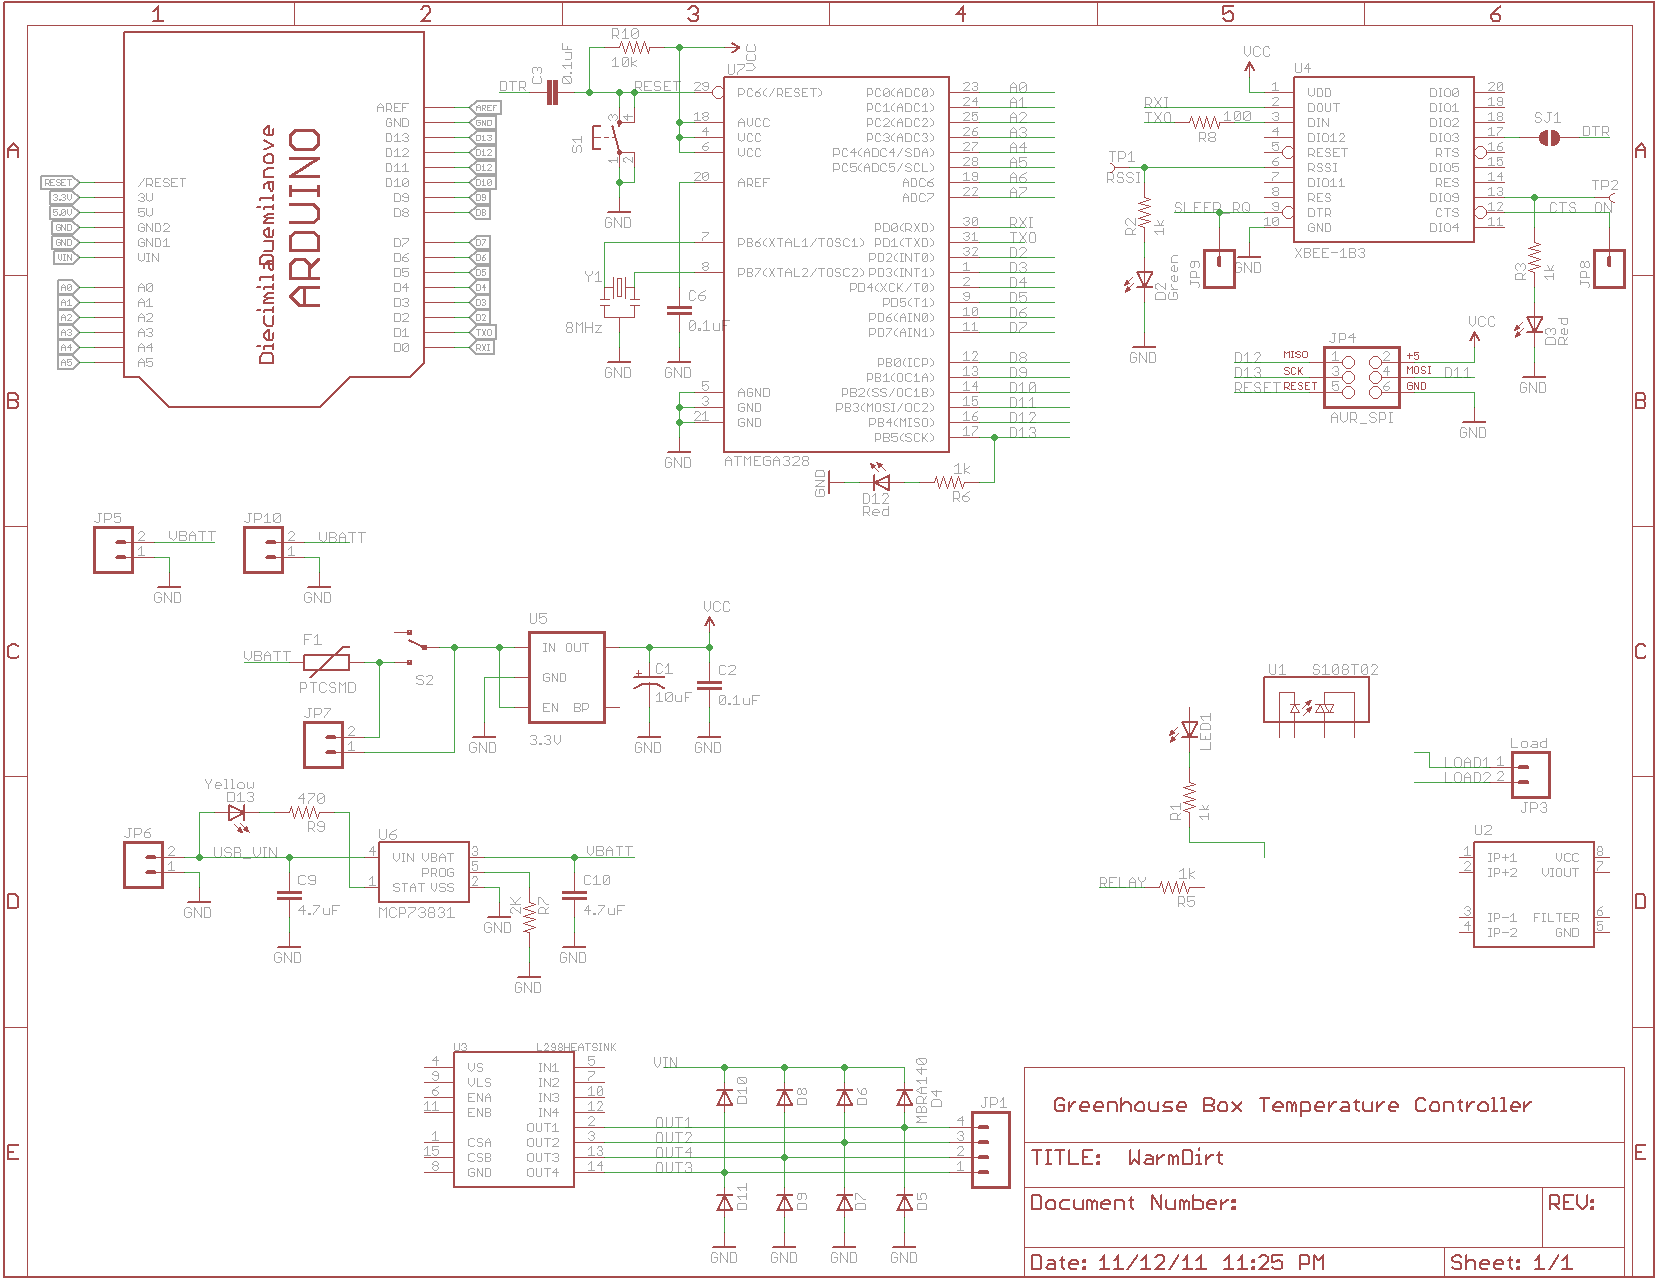 1 2 3 4 5 6
A
B
C
D
E
A
B
C
D
E
Diecimila Duemilanove
ARDUINO
RESET /RESET
3.3V 3V
5.0V 5V
GND GND2
GND GND1
VIN VIN
A0 A0
A1 A1
A2 A2
A3 A3
A4 A4
A5 A5
AREF AREF
GND GND
D13 D13
D12 D12
D11 D12
D10 D10
D9 D9
D8 D8
D7 D7
D6 D6
D5 D5
D4 D4
D3 D3
D2 D2
D1 TXO
D0 RXI
R10
10k
VCC
DTR
C3
0.1uF
RESET
S1
3 4
1 2
GND
U7
29 PC6(/RESET)
18 AVCC
4 VCC
6 VCC
20 AREF
7 PB6(XTAL1/TOSC1)
8 PB7(XTAL2/TOSC2)
5 AGND
3 GND
21 GND
PC0(ADC0) 23 A0
PC1(ADC1) 24 A1
PC2(ADC2) 25 A2
PC3(ADC3) 26 A3
PC4(ADC4/SDA) 27 A4
PC5(ADC5/SCL) 28 A5
ADC6 19 A6
ADC7 22 A7
PD0(RXD) 30 RXI
PD1(TXD) 31 TXO
PD2(INT0) 32 D2
PD3(INT1) 1 D3
PD4(XCK/T0) 2 D4
PD5(T1) 9 D5
PD6(AIN0) 10 D6
PD7(AIN1) 11 D7
PB0(ICP) 12 D8
PB1(OC1A) 13 D9
PB2(SS/OC1B) 14 D10
PB3(MOSI/OC2) 15 D11
PB4(MISO) 16 D12
PB5(SCK) 17 D13
ATMEGA328
Y1
8MHz
GND
C6
0.1uF
GND
GND
GND
D12
Red
1k
R6
VCC
U4
RXI
TXO
100
R8
1 VDD
2 DOUT
3 DIN
4 DIO12
5 RESET
6 RSSI
7 DIO11
8 RES
9 DTR
10 GND
DIO0 20
DIO1 19
DIO2 18
DIO3 17
RTS 16
DIO5 15
RES 14
DIO9 13
CTS 12
DIO4 11
XBEE-1B3
SJ1
DTR
TP1
RSSI
R2
1k
D2
Green
GND
SLEEP_RQ
JP9
GND
TP2
ON
CTS
R3
1k
D3
Red
GND
JP8
JP4
VCC
D12 MISO 1 2 +5
D13 SCK 3 4 MOSI D11
RESET RESET 5 6 GND
AVR_SPI
GND
JP5
2 VBATT
1
GND
JP10
2 VBATT
1
GND
VBATT
F1
PTCSMD
S2
JP7
2
1
U5
IN OUT
GND
EN BP
3.3V
GND
VCC
C1
10uF
GND
C2
0.1uF
GND
Yellow
D13
470
R9
JP6
2 USB_VIN
1
GND
C9
4.7uF
GND
U6
4 VIN VBAT 3
PROG 5
1 STAT VSS 2
MCP73831
GND
2K
R7
GND
VBATT
C10
4.7uF
GND
U1 S108T02
LED1
R1
1k
RELAY
1k
R5
Load
LOAD1 1
LOAD2 2
JP3
U2
1 IP+1 VCC 8
2 IP+2 VIOUT 7
3 IP-1 FILTER 6
4 IP-2 GND 5
U3 L298HEATSINK
4 VS IN1 5
9 VLS IN2 7
6 ENA IN3 10
11 ENB IN4 12
OUT1 2
1 CSA OUT2 3
15 CSB OUT3 13
8 GND OUT4 14
VIN
D10
D8
D6
D4
MBRA140
OUT1
OUT2
OUT4
OUT3
JP1
4
3
2
1
D11
D9
D7
D5
GND
GND
GND
GND
Greenhouse Box Temperature Controller
TITLE: WarmDirt
Document Number:
REV:
Date: 11/12/11 11:25 PM
Sheet: 1/1